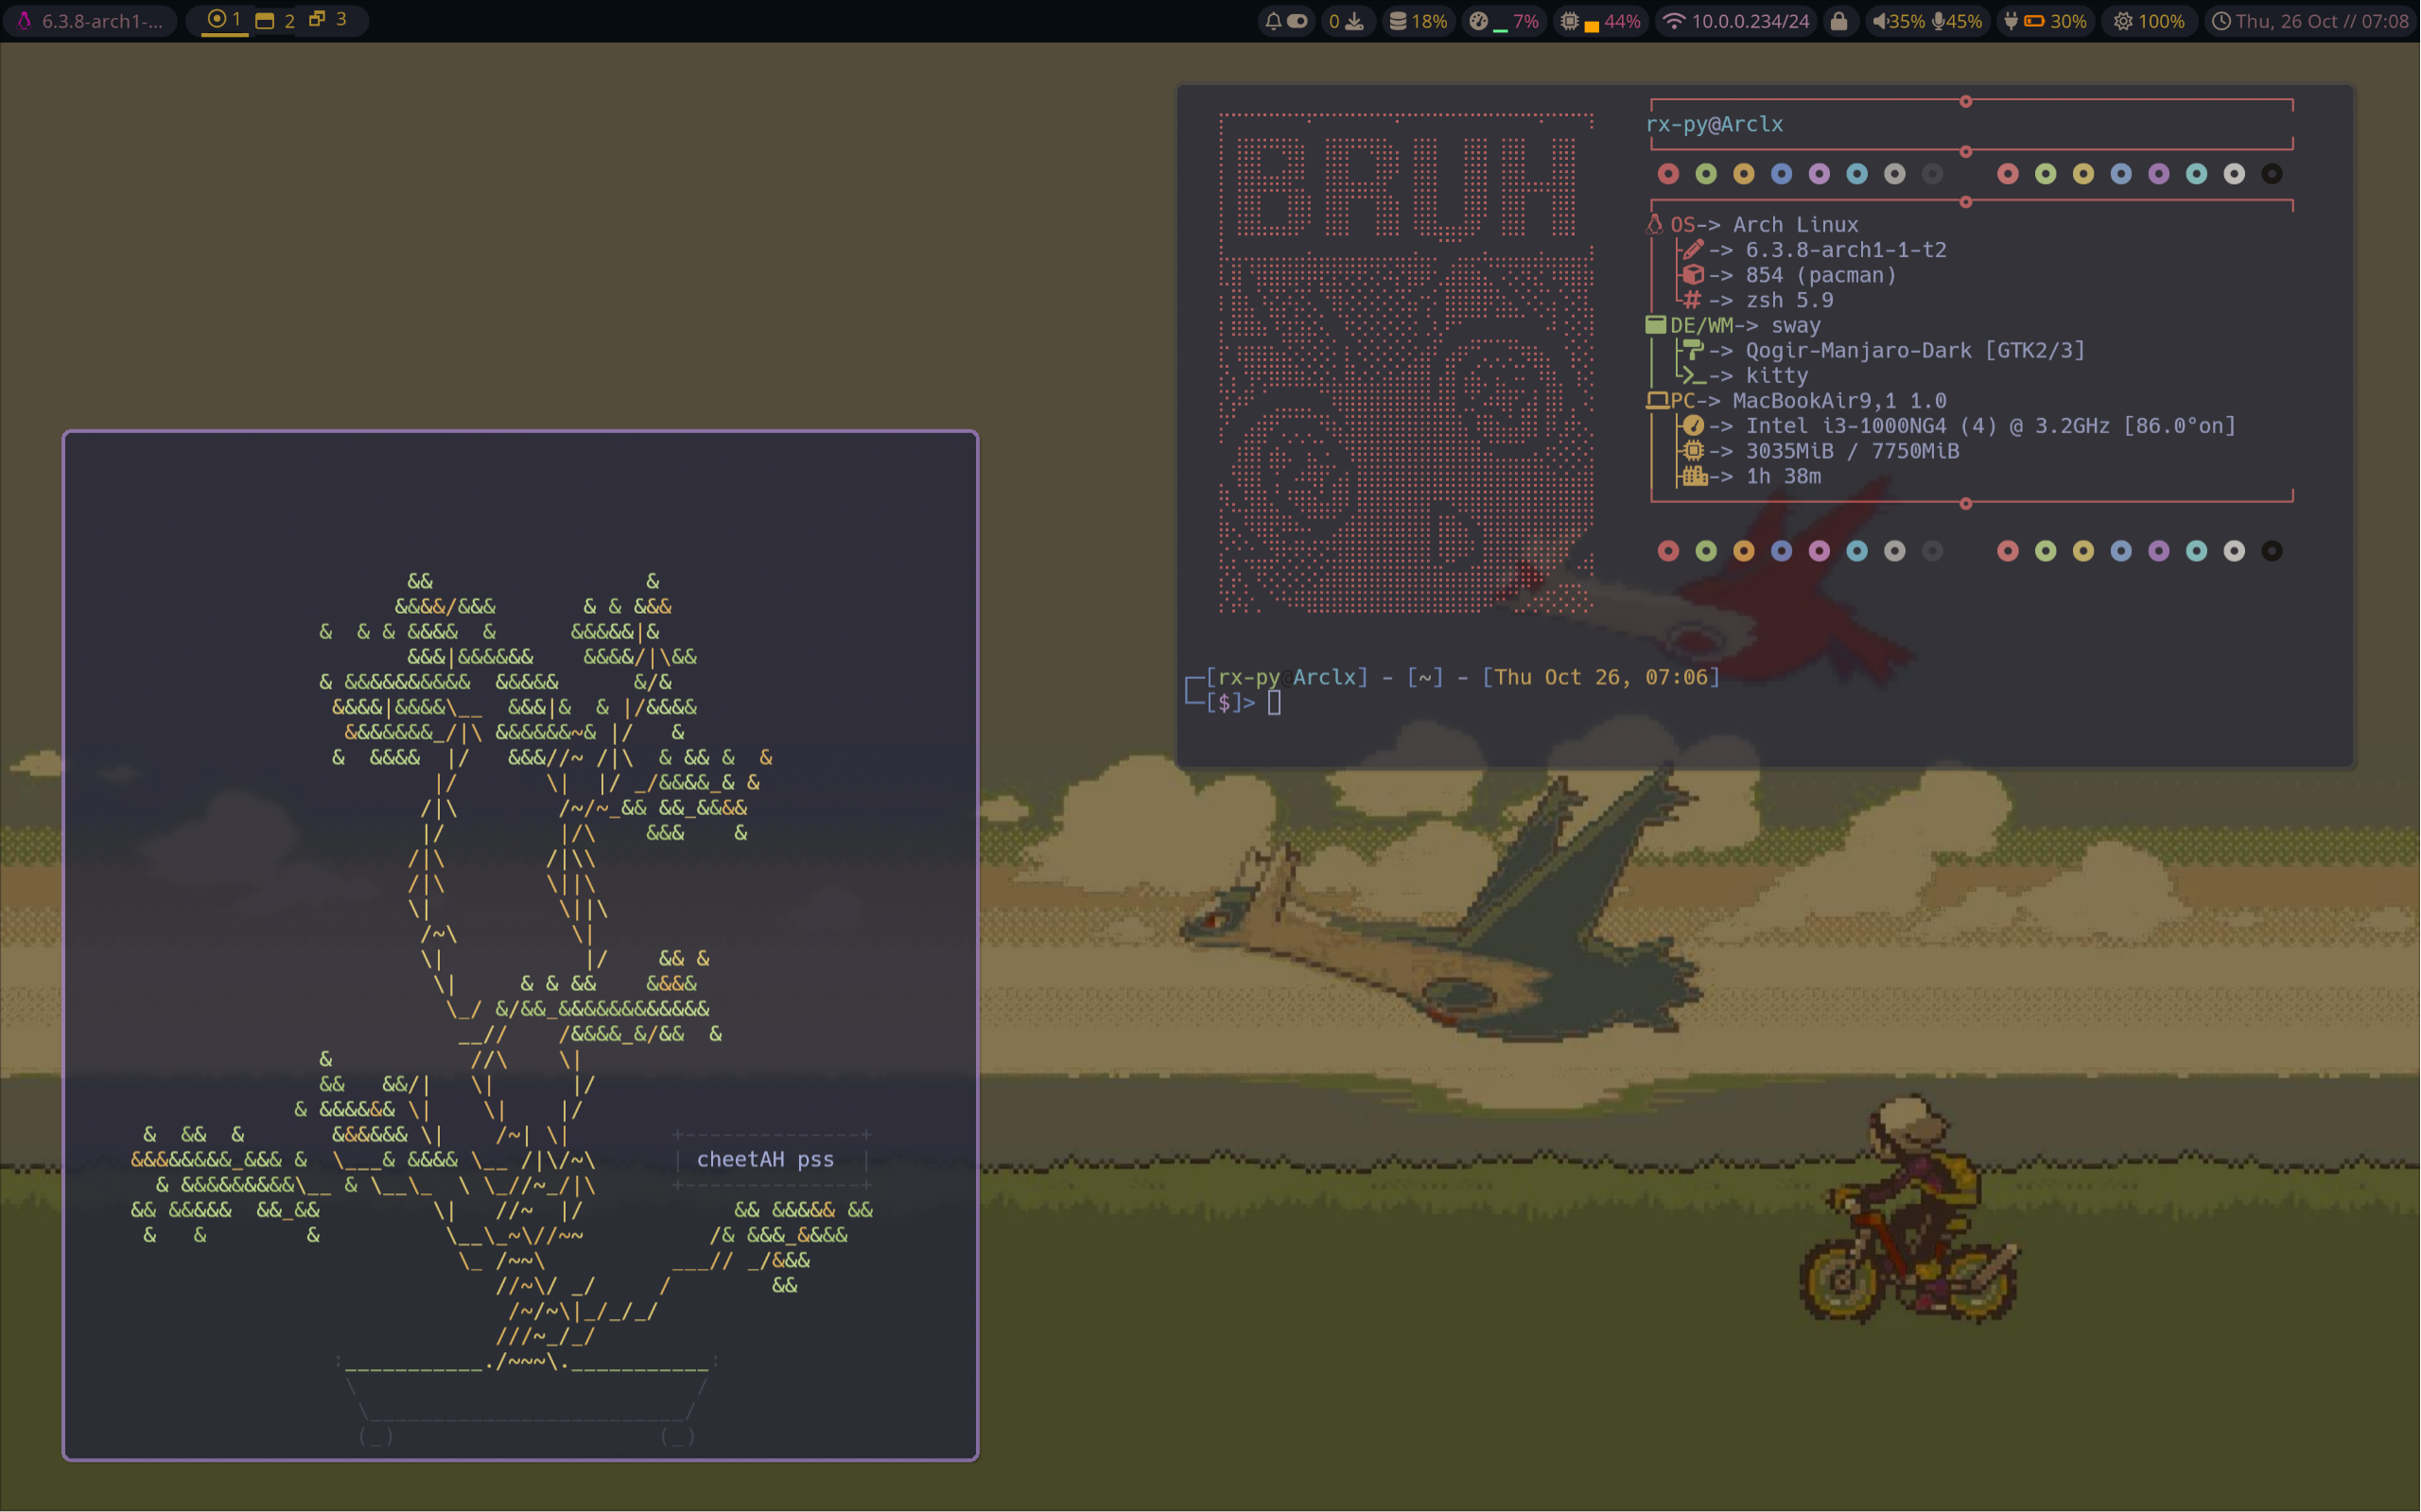 6.3.8-arch1-...
1 2 3
0 18% 7% 44% 10.0.0.234/24 35% 45% 30% 100% Thu, 26 Oct // 07:08
BRUH
rx-py@Arclx
OS-> Arch Linux
-> 6.3.8-arch1-1-t2
-> 854 (pacman)
# -> zsh 5.9
DE/WM-> sway
-> Qogir-Manjaro-Dark [GTK2/3]
-> kitty
PC-> MacBookAir9,1 1.0
-> Intel i3-1000NG4 (4) @ 3.2GHz [86.0°on]
-> 3035MiB / 7750MiB
-> 1h 38m
[rx-py@Arclx] - [~] - [Thu Oct 26, 07:06]
[$]>
cheetAH pss